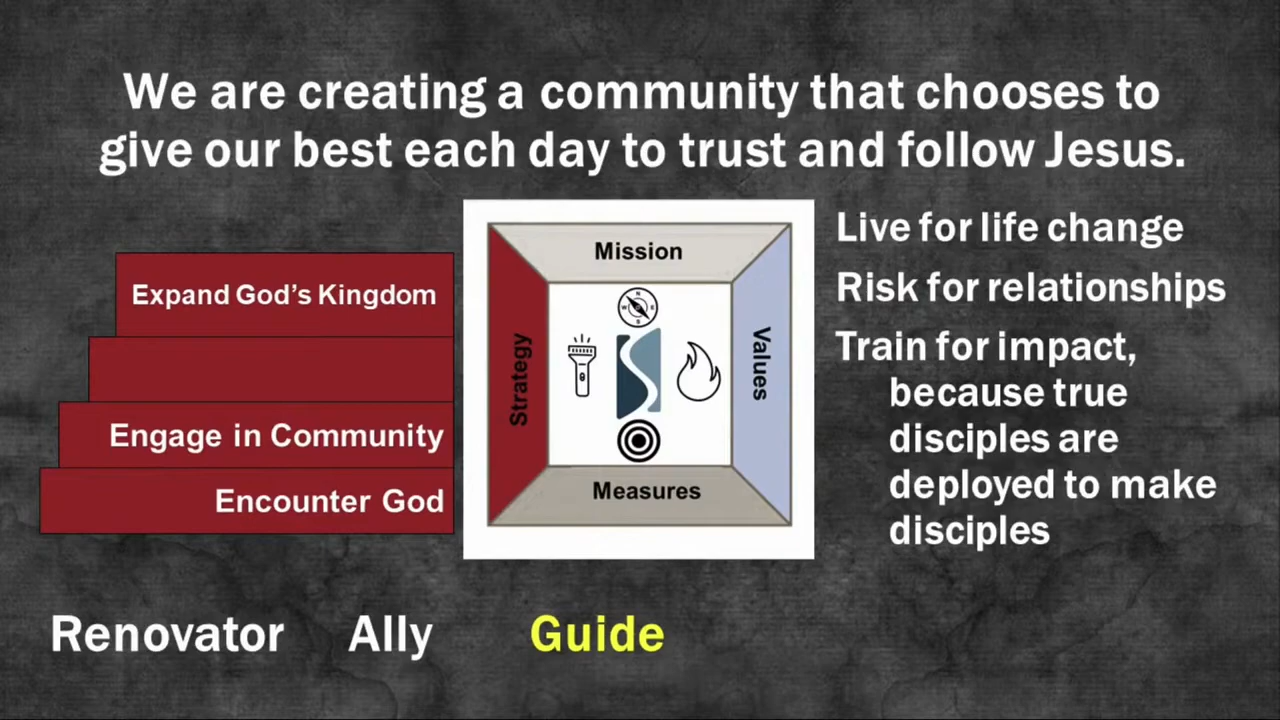 We are creating a community that chooses to
give our best each day to trust and follow Jesus.
Expand God's Kingdom
Engage in Community
Encounter God
Mission
Strategy
N
W E
S
Values
Measures
Live for life change
Risk for relationships
Train for impact,
because true
disciples are
deployed to make
disciples
Renovator Ally Guide